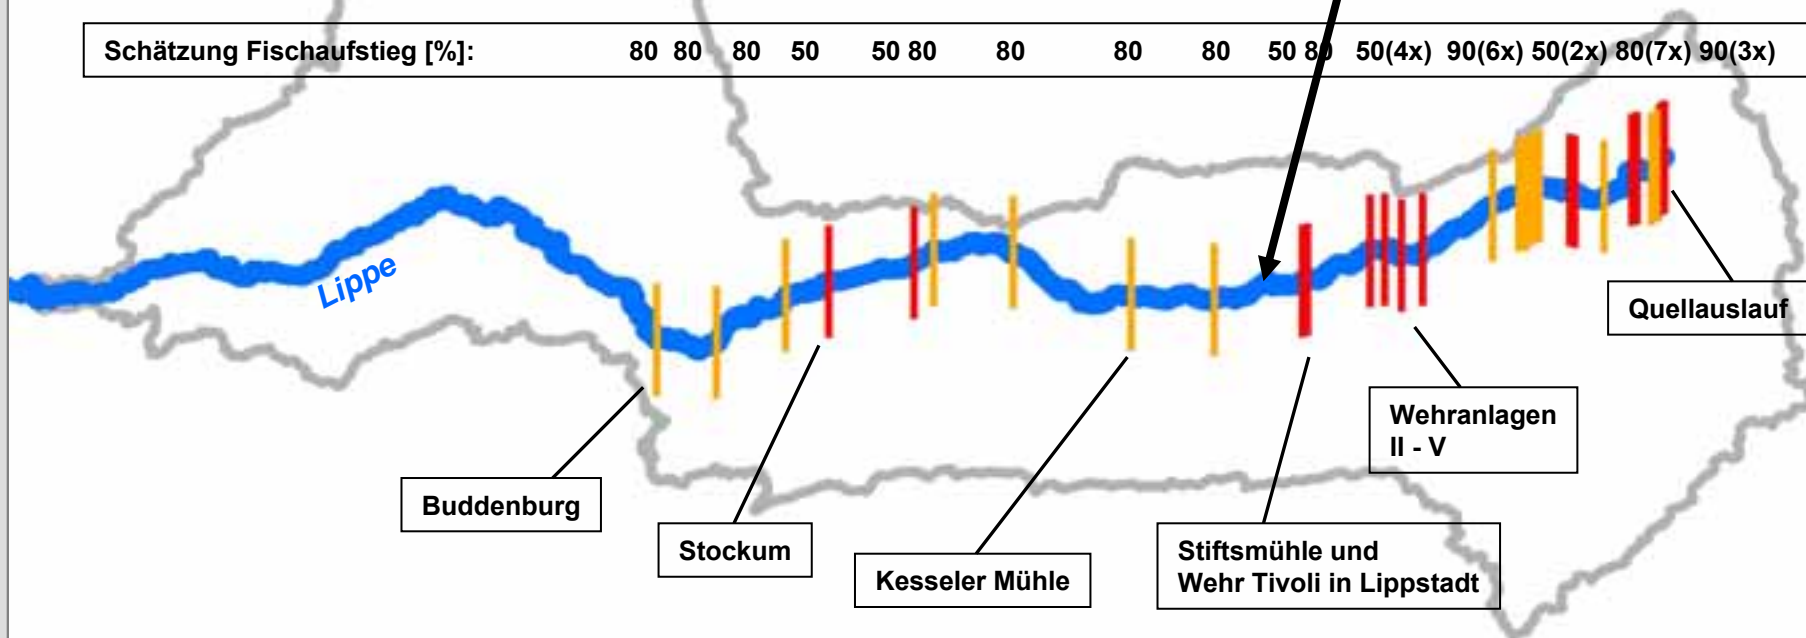 Schätzung Fischaufstieg [%]: 80 80 80 50 50 80 80 80 80 50 80 50(4x) 90(6x) 50(2x) 80(7x) 90(3x)
Lippe
Quellauslauf
Wehranlagen
II - V
Buddenburg
Stockum
Kesseler Mühle
Stiftsmühle und
Wehr Tivoli in Lippstadt